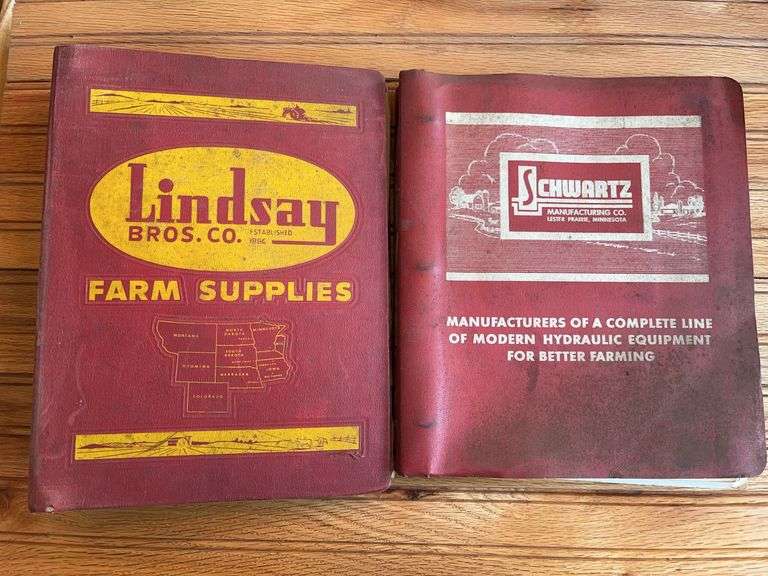 Lindsay
BROS. CO.
ESTABLISHED
FARM SUPPLIES
MONTANA
NORTH DAKOTA
MINNESOTA
SOUTH DAKOTA
WYOMING
NEBRASKA
IOWA
COLORADO
SCHWARTZ
MANUFACTURING CO.
LESTER PRAIRIE, MINNESOTA
MANUFACTURERS OF A COMPLETE LINE
OF MODERN HYDRAULIC EQUIPMENT
FOR BETTER FARMING